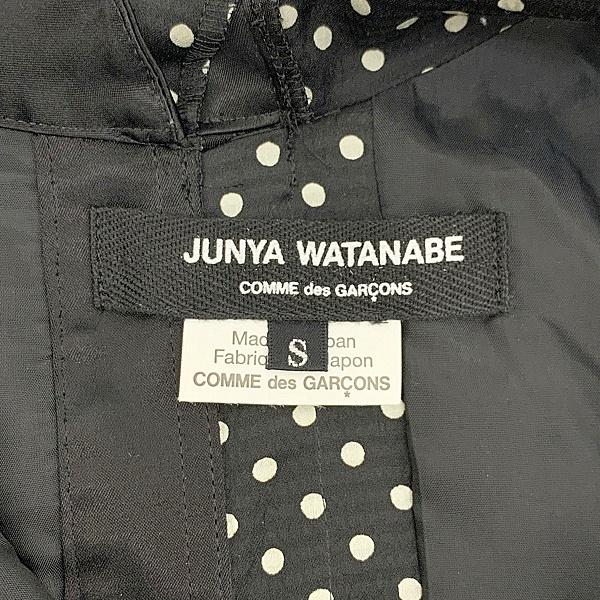 JUNYA WATANABE
COMME des GARÇONS
S
COMME des GARÇONS
*